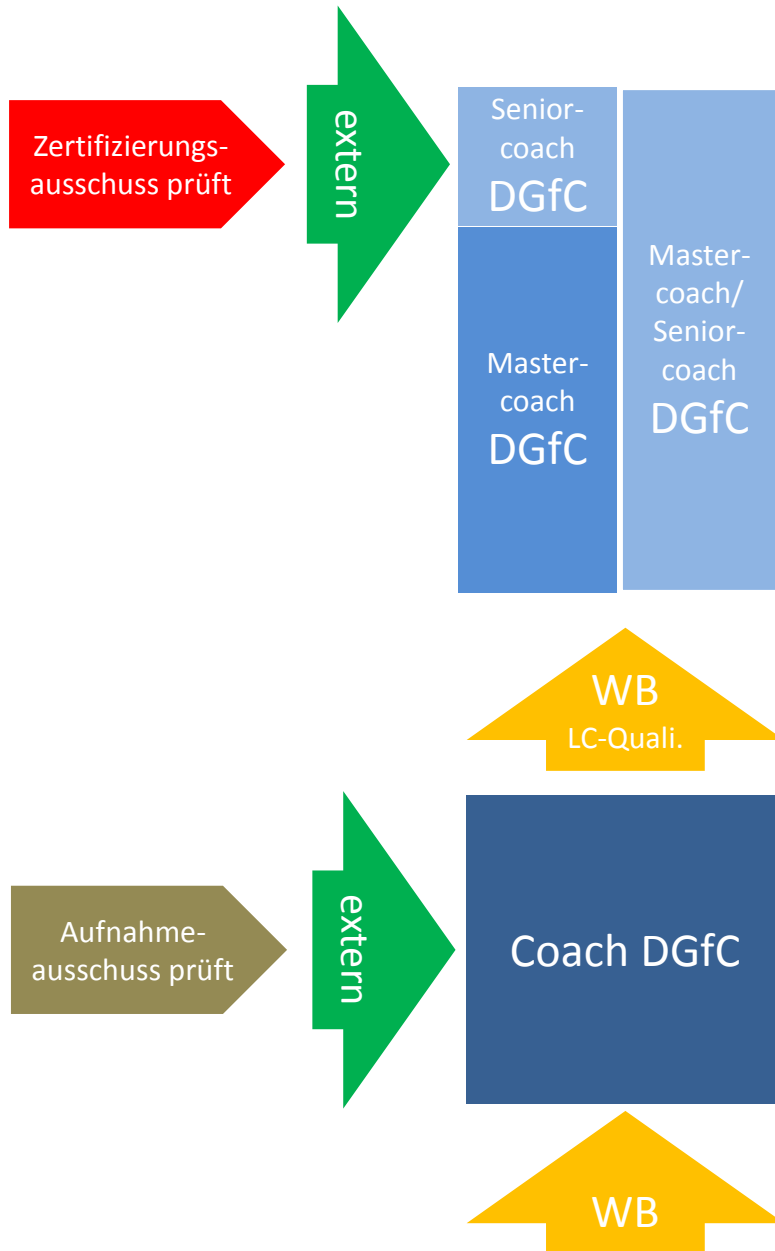 Zertifizierungs-
ausschuss prüft
extern
Senior-
coach
DGfC
Master-
coach
DGfC
Master-
coach/
Senior-
coach
DGfC
WB
LC-Quali.
Aufnahme-
ausschuss prüft
extern
Coach DGfC
WB